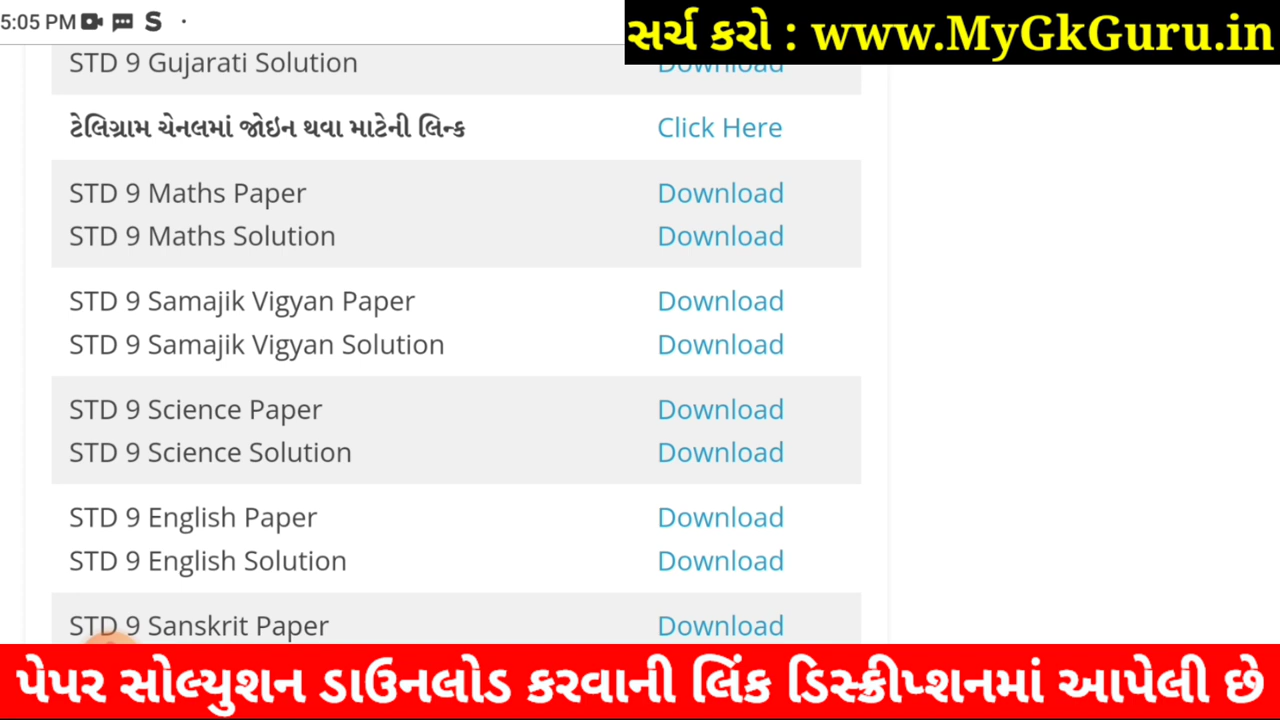 5:05 PM S
સર્ચ કરો : www.MyGkGuru.in
STD 9 Gujarati Solution Download
ટેલિગ્રામ ચેનલમાં જોઇન થવા માટેની લિન્ક Click Here
STD 9 Maths Paper Download
STD 9 Maths Solution Download
STD 9 Samajik Vigyan Paper Download
STD 9 Samajik Vigyan Solution Download
STD 9 Science Paper Download
STD 9 Science Solution Download
STD 9 English Paper Download
STD 9 English Solution Download
STD 9 Sanskrit Paper Download
પેપર સોલ્યુશન ડાઉનલોડ કરવાની લિંક ડિસ્ક્રીપ્શનમાં આપેલી છે